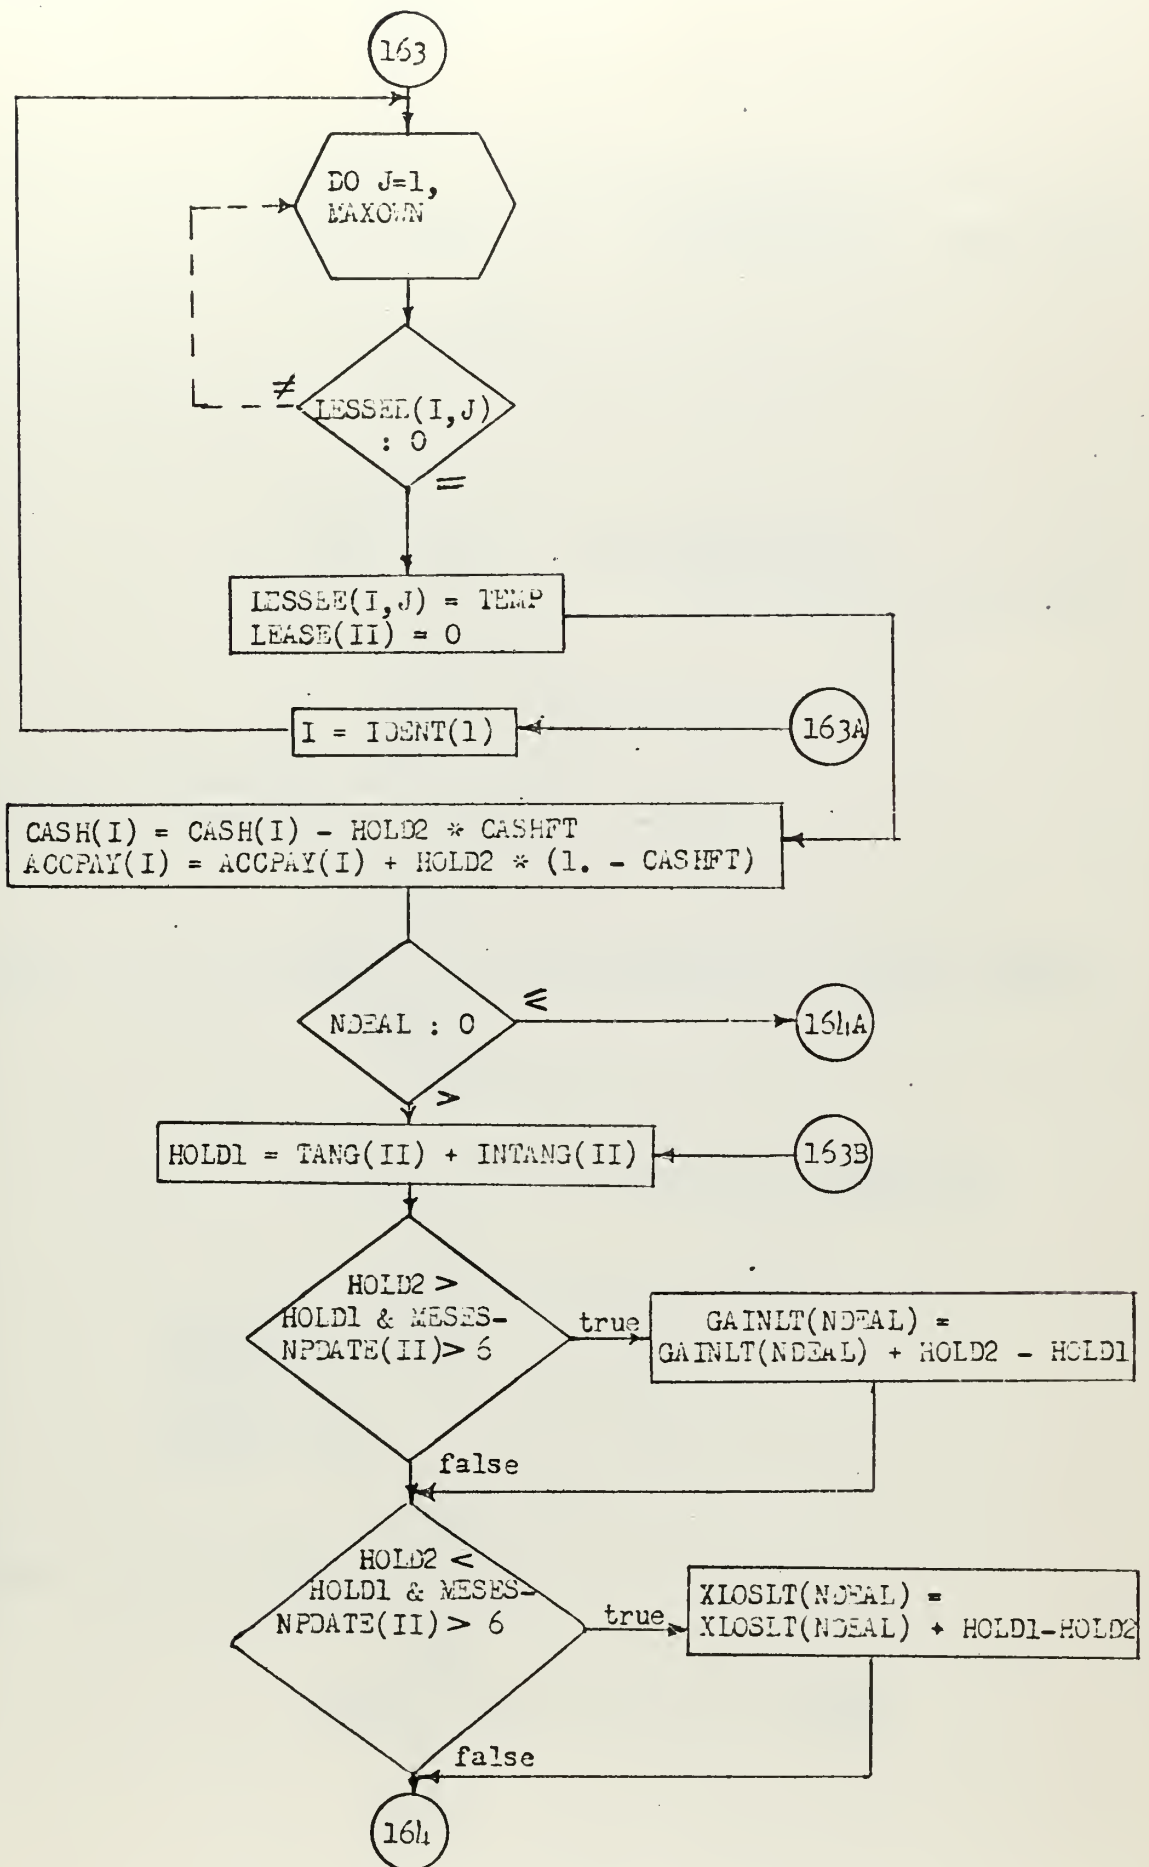 163
DO J=1,
MAXOWN
≠
LESSEE(I,J)
: 0
=
LESSEE(I,J) = TEMP
LEASE(II) = 0
I = IDENT(1)
163A
CASH(I) = CASH(I) - HOLD2 * CASHFT
ACCPAY(I) = ACCPAY(I) + HOLD2 * (1. - CASHFT)
NDEAL : 0
≤
164A
>
HOLD1 = TANG(II) + INTANG(II)
163B
HOLD2 >
HOLD1 & MESES-
NPDATE(II) > 6
true
GAINLT(NDEAL) =
GAINLT(NDEAL) + HOLD2 - HOLD1
false
HOLD2 <
HOLD1 & MESES-
NPDATE(II) > 6
true
XLOSLT(NDEAL) =
XLOSLT(NDEAL) + HOLD1-HOLD2
false
164